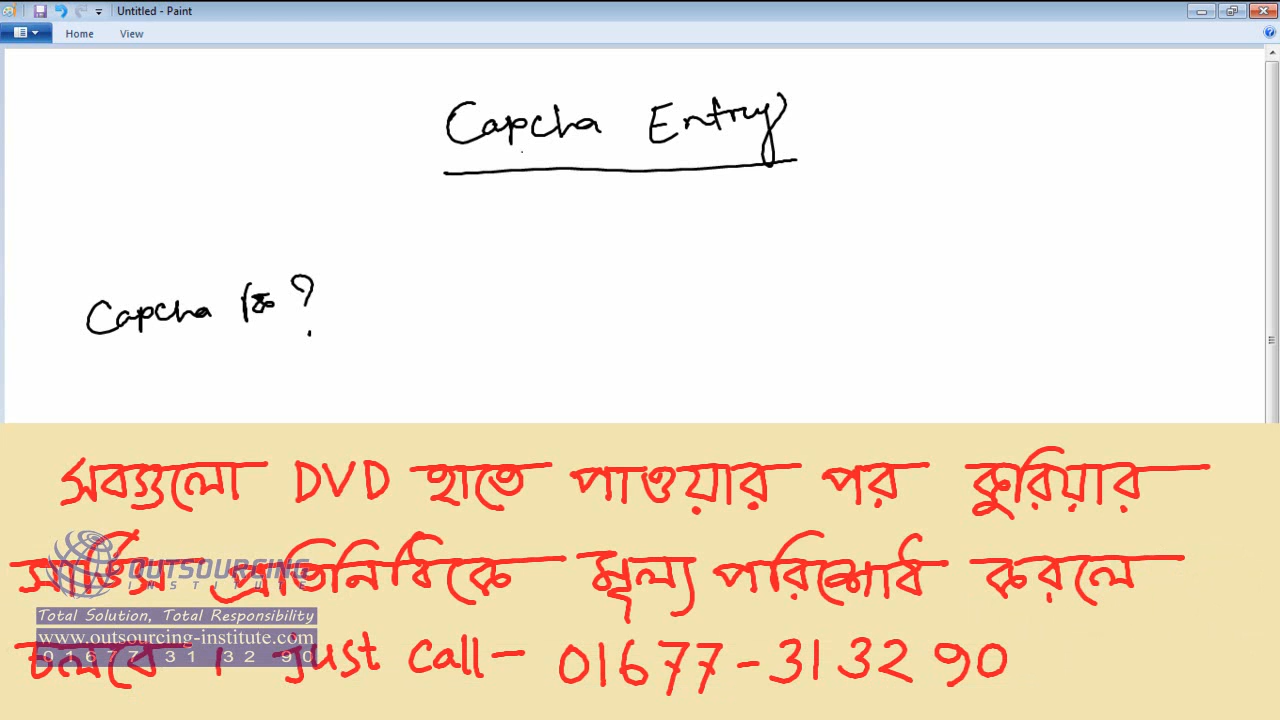 Untitled - Paint
Home View
Capcha Entry
Capcha কি ?
সবগুলো DVD হাতে পাওয়ার পর কুরিয়ার
সার্ভিস প্রতিনিধিকে মূল্য পরিশোধ করলে
চলবে । Just Call - 01677-313290
OUTSOURCING
INSTITUTE
Total Solution, Total Responsibility
www.outsourcing-institute.com
01677 31 32 90